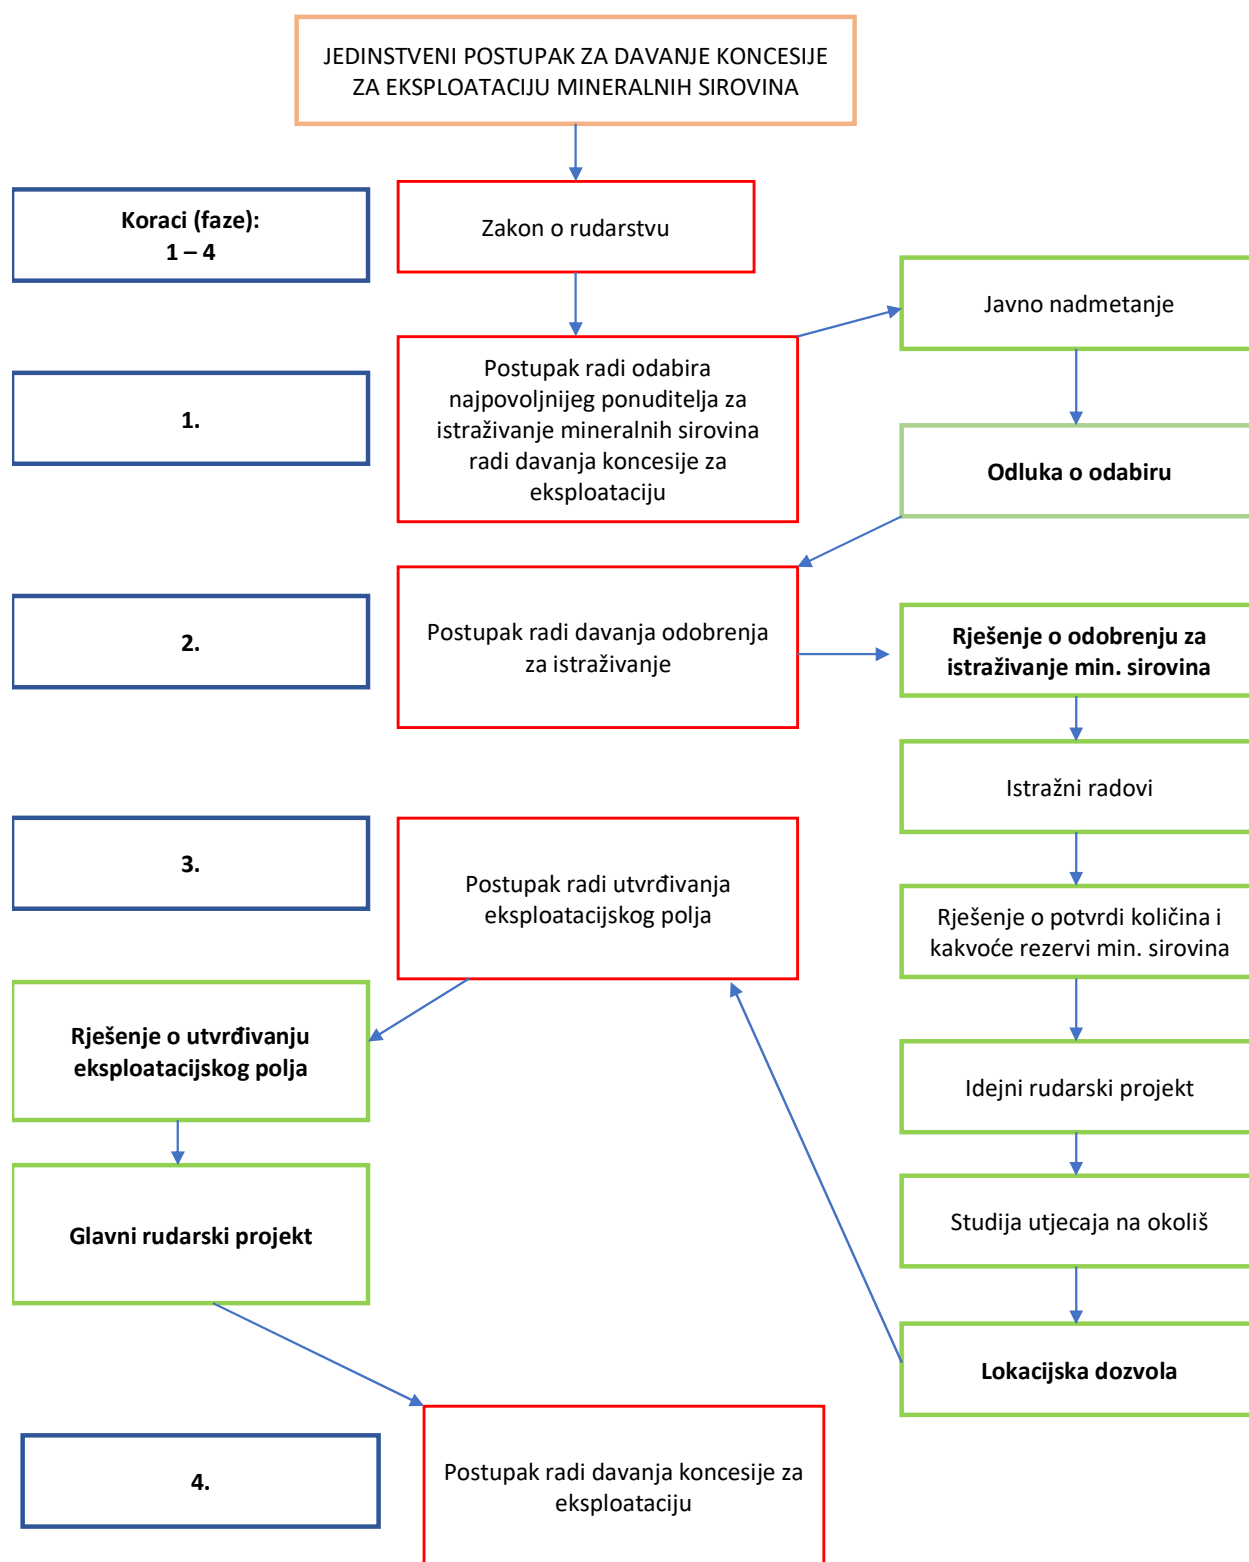 JEDINSTVENI POSTUPAK ZA DAVANJE KONCESIJE
ZA EKSPLOATACIJU MINERALNIH SIROVINA
Koraci (faze):
1 – 4
Zakon o rudarstvu
Javno nadmetanje
1.
Postupak radi odabira
najpovoljnijeg ponuditelja za
istraživanje mineralnih sirovina
radi davanja koncesije za
eksploataciju
Odluka o odabiru
2.
Postupak radi davanja odobrenja
za istraživanje
Rješenje o odobrenju za
istraživanje min. sirovina
Istražni radovi
3.
Postupak radi utvrđivanja
eksploatacijskog polja
Rješenje o potvrdi količina i
kakvoće rezervi min. sirovina
Rješenje o utvrđivanju
eksploatacijskog polja
Idejni rudarski projekt
Glavni rudarski projekt
Studija utjecaja na okoliš
Lokacijska dozvola
4.
Postupak radi davanja koncesije za
eksploataciju